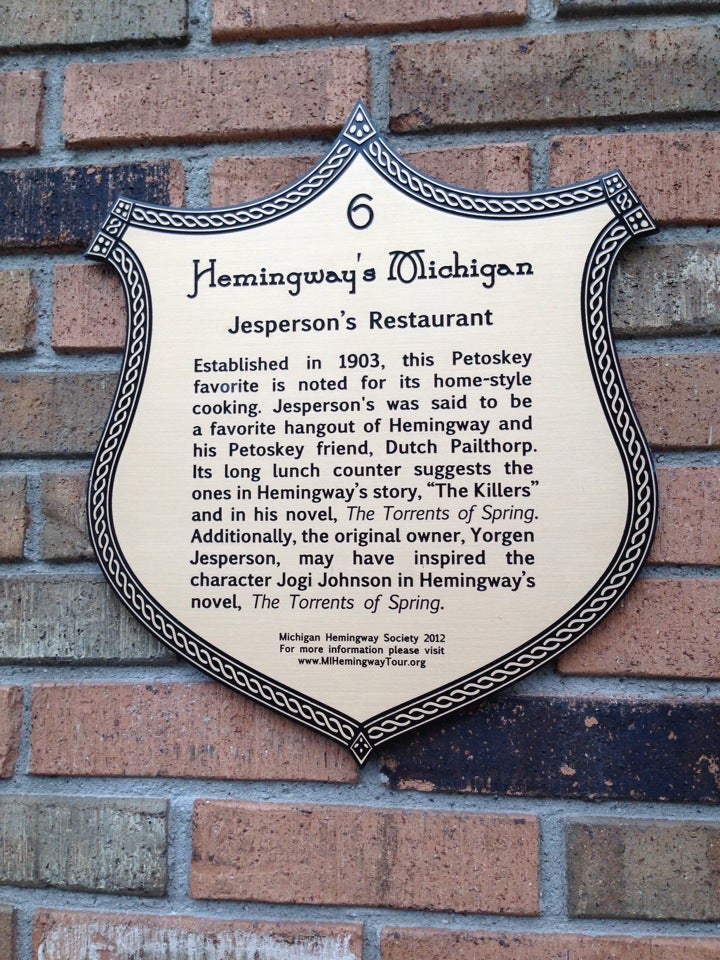 6
Hemingway's Michigan
Jesperson's Restaurant
Established in 1903, this Petoskey
favorite is noted for its home-style
cooking. Jesperson's was said to be
a favorite hangout of Hemingway and
his Petoskey friend, Dutch Pailthorp.
Its long lunch counter suggests the
ones in Hemingway's story, "The Killers"
and in his novel, The Torrents of Spring.
Additionally, the original owner, Yorgen
Jesperson, may have inspired the
character Jogi Johnson in Hemingway's
novel, The Torrents of Spring.
Michigan Hemingway Society 2012
For more information please visit
www.MIHemingwayTour.org